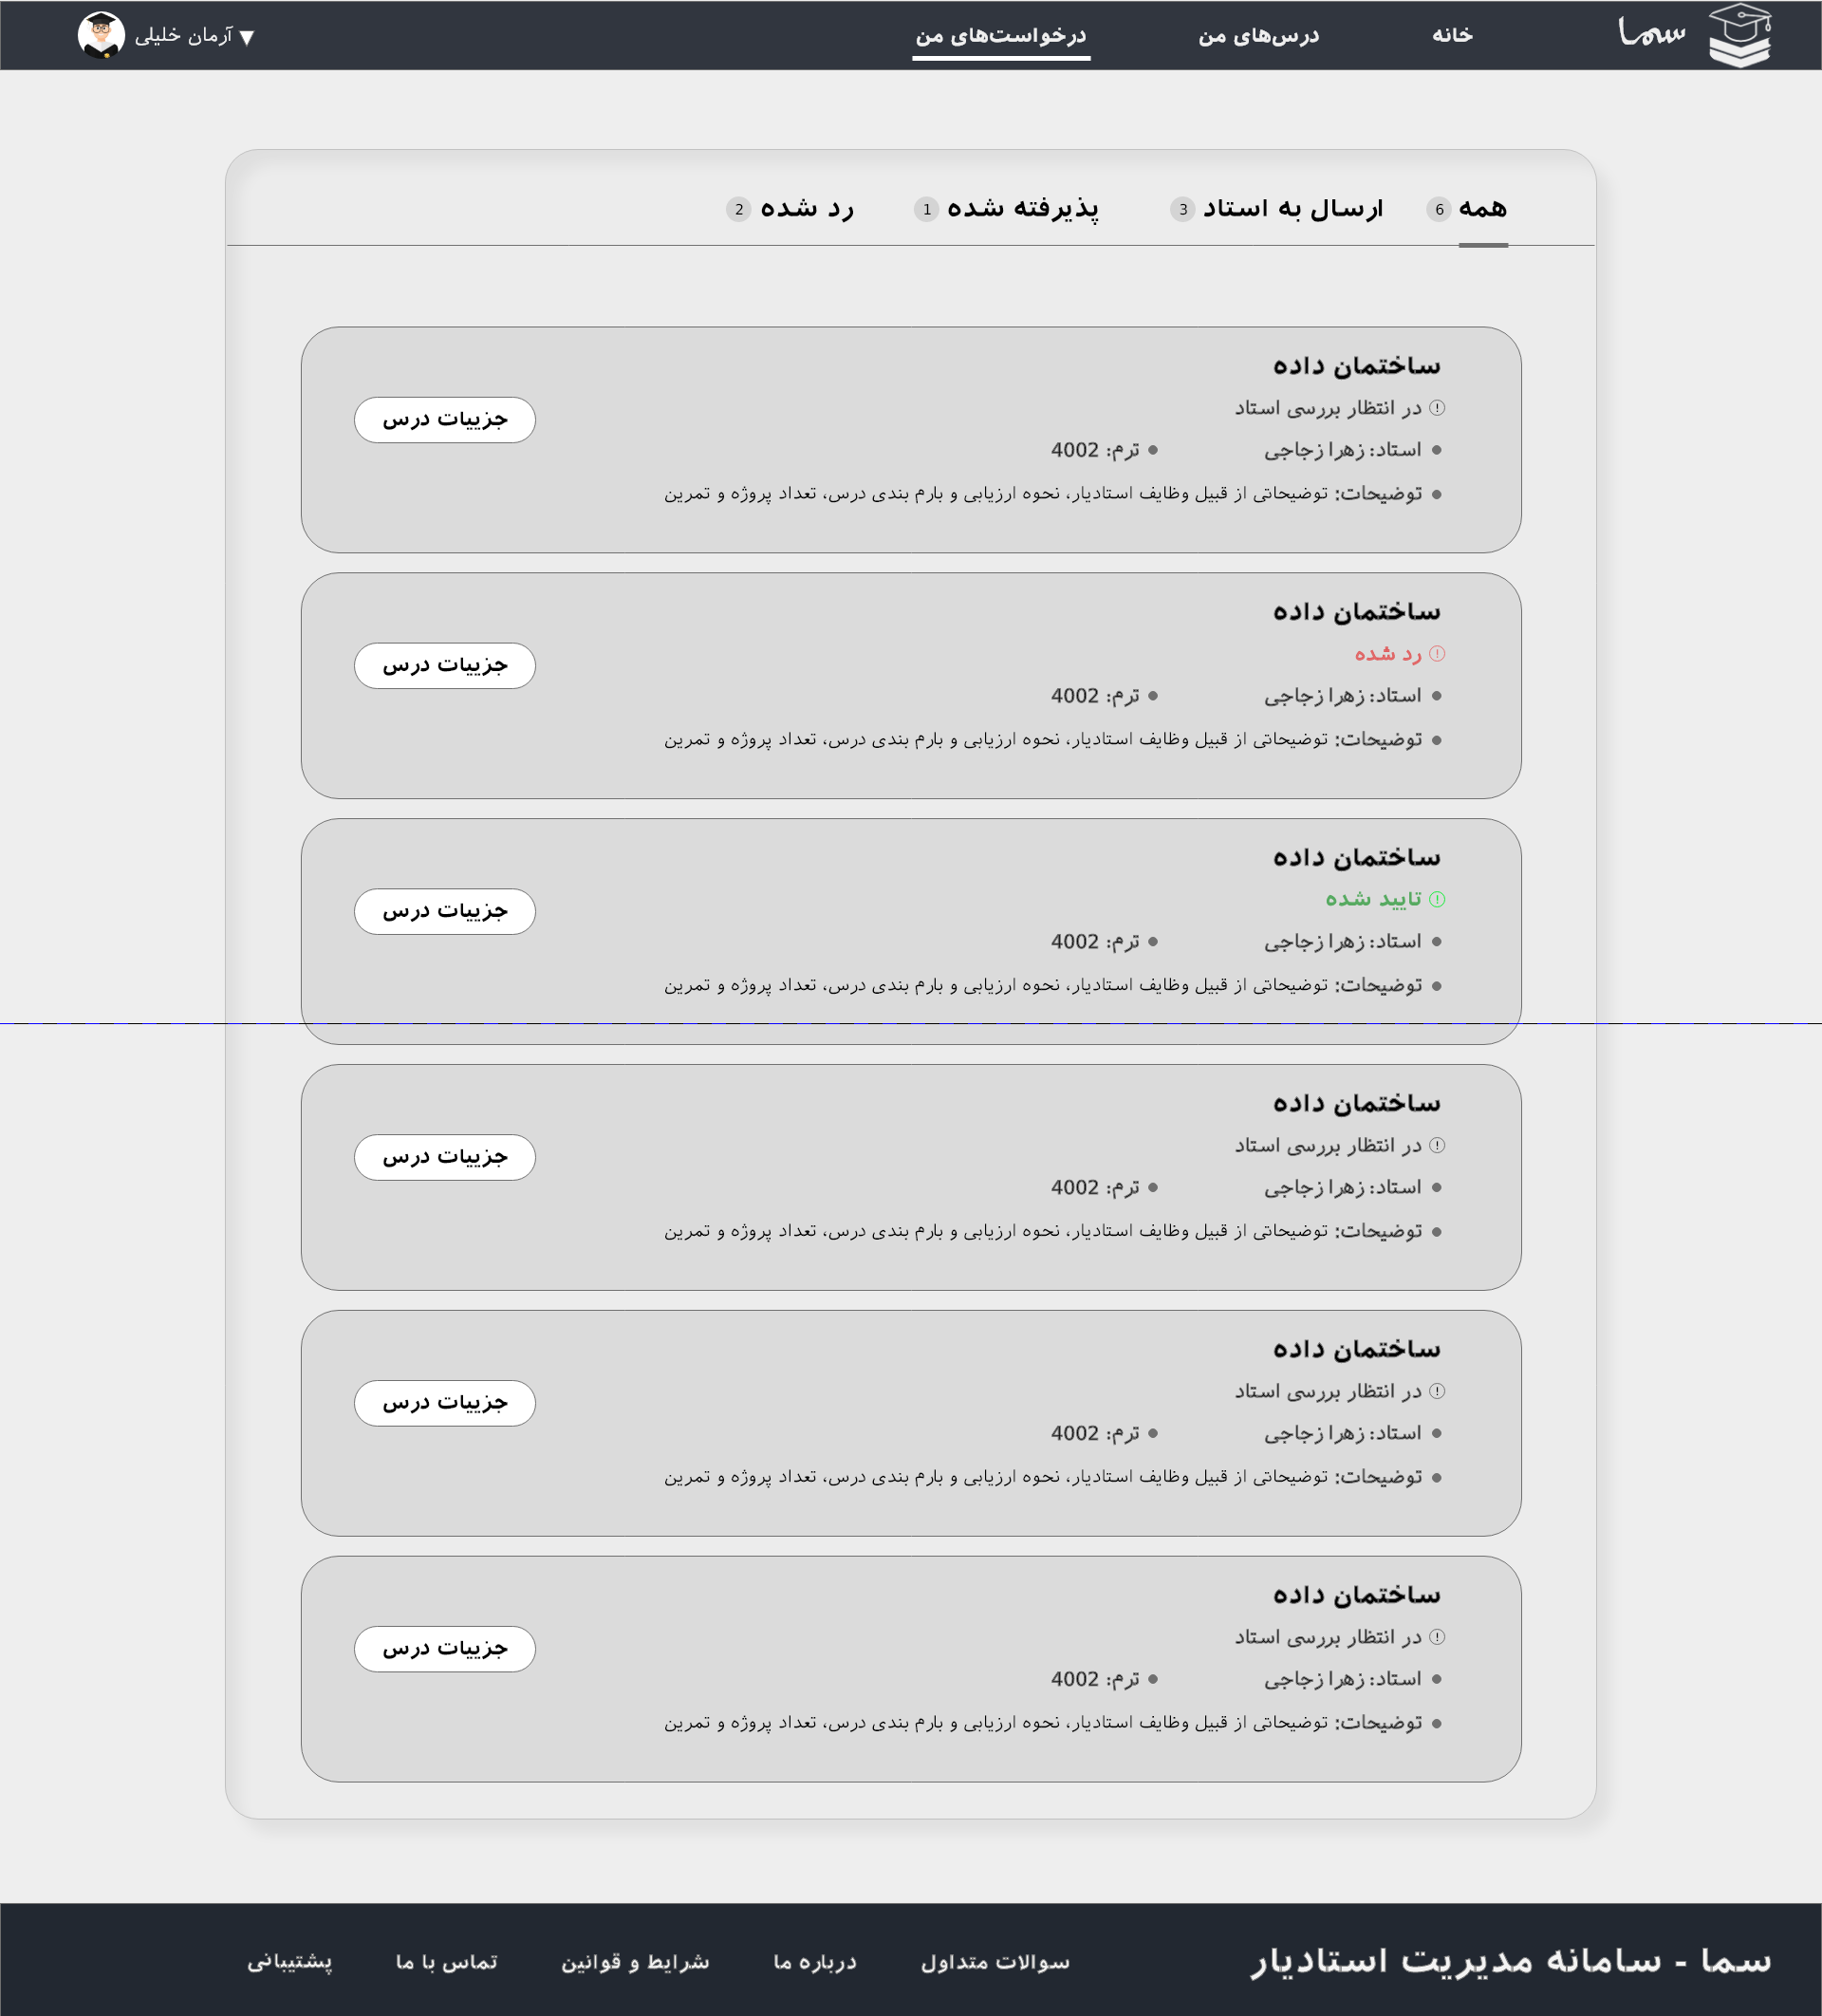 سما
خانه
درس‌های من
درخواست‌های من
▼ آرمان خلیلی
همه 6
ارسال به استاد 3
پذیرفته شده 1
رد شده 2
ساختمان داده
در انتظار بررسی استاد
استاد: زهرا زجاجی
ترم: 4002
توضیحات: توضیحاتی از قبیل وظایف استادیار، نحوه ارزیابی و بارم بندی درس، تعداد پروژه و تمرین
جزییات درس
ساختمان داده
رد شده
استاد: زهرا زجاجی
ترم: 4002
توضیحات: توضیحاتی از قبیل وظایف استادیار، نحوه ارزیابی و بارم بندی درس، تعداد پروژه و تمرین
جزییات درس
ساختمان داده
تایید شده
استاد: زهرا زجاجی
ترم: 4002
توضیحات: توضیحاتی از قبیل وظایف استادیار، نحوه ارزیابی و بارم بندی درس، تعداد پروژه و تمرین
جزییات درس
ساختمان داده
در انتظار بررسی استاد
استاد: زهرا زجاجی
ترم: 4002
توضیحات: توضیحاتی از قبیل وظایف استادیار، نحوه ارزیابی و بارم بندی درس، تعداد پروژه و تمرین
جزییات درس
ساختمان داده
در انتظار بررسی استاد
استاد: زهرا زجاجی
ترم: 4002
توضیحات: توضیحاتی از قبیل وظایف استادیار، نحوه ارزیابی و بارم بندی درس، تعداد پروژه و تمرین
جزییات درس
ساختمان داده
در انتظار بررسی استاد
استاد: زهرا زجاجی
ترم: 4002
توضیحات: توضیحاتی از قبیل وظایف استادیار، نحوه ارزیابی و بارم بندی درس، تعداد پروژه و تمرین
جزییات درس
سما - سامانه مدیریت استادیار
سوالات متداول
درباره ما
شرایط و قوانین
تماس با ما
پشتیبانی